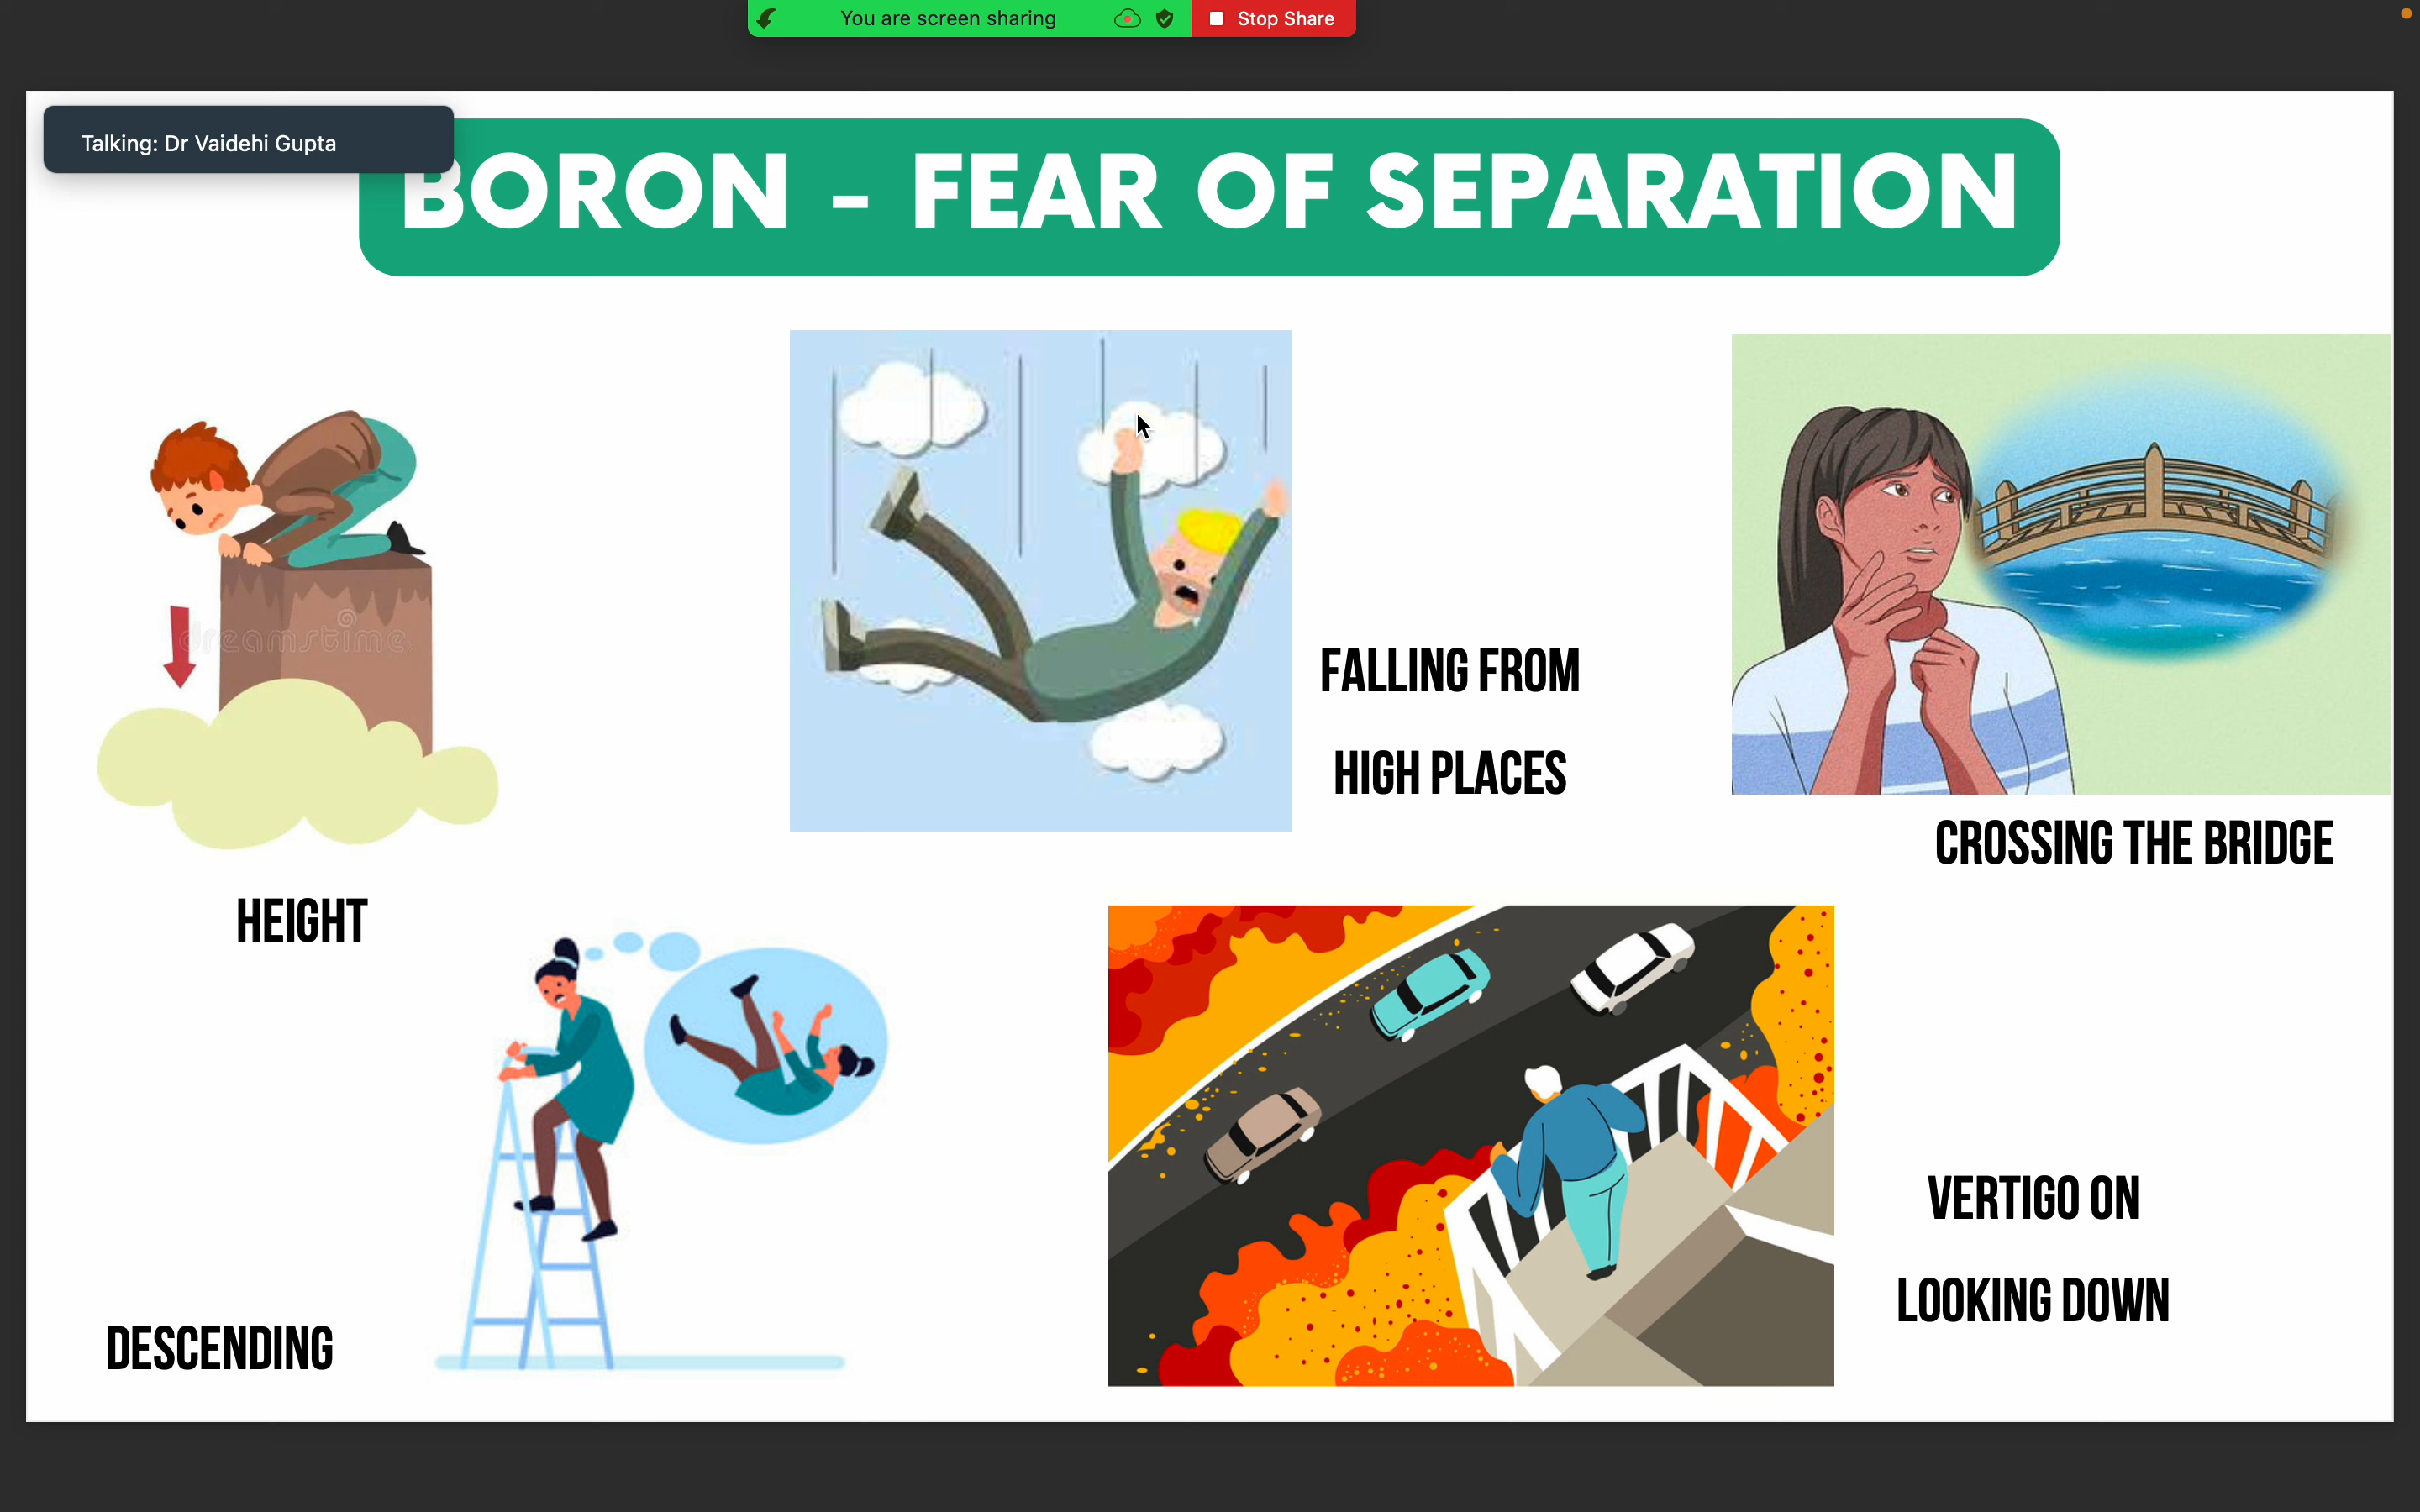 You are screen sharing
Stop Share
Talking: Dr Vaidehi Gupta
BORON - FEAR OF SEPARATION
dreamstime
FALLING FROM
HIGH PLACES
CROSSING THE BRIDGE
HEIGHT
DESCENDING
VERTIGO ON
LOOKING DOWN